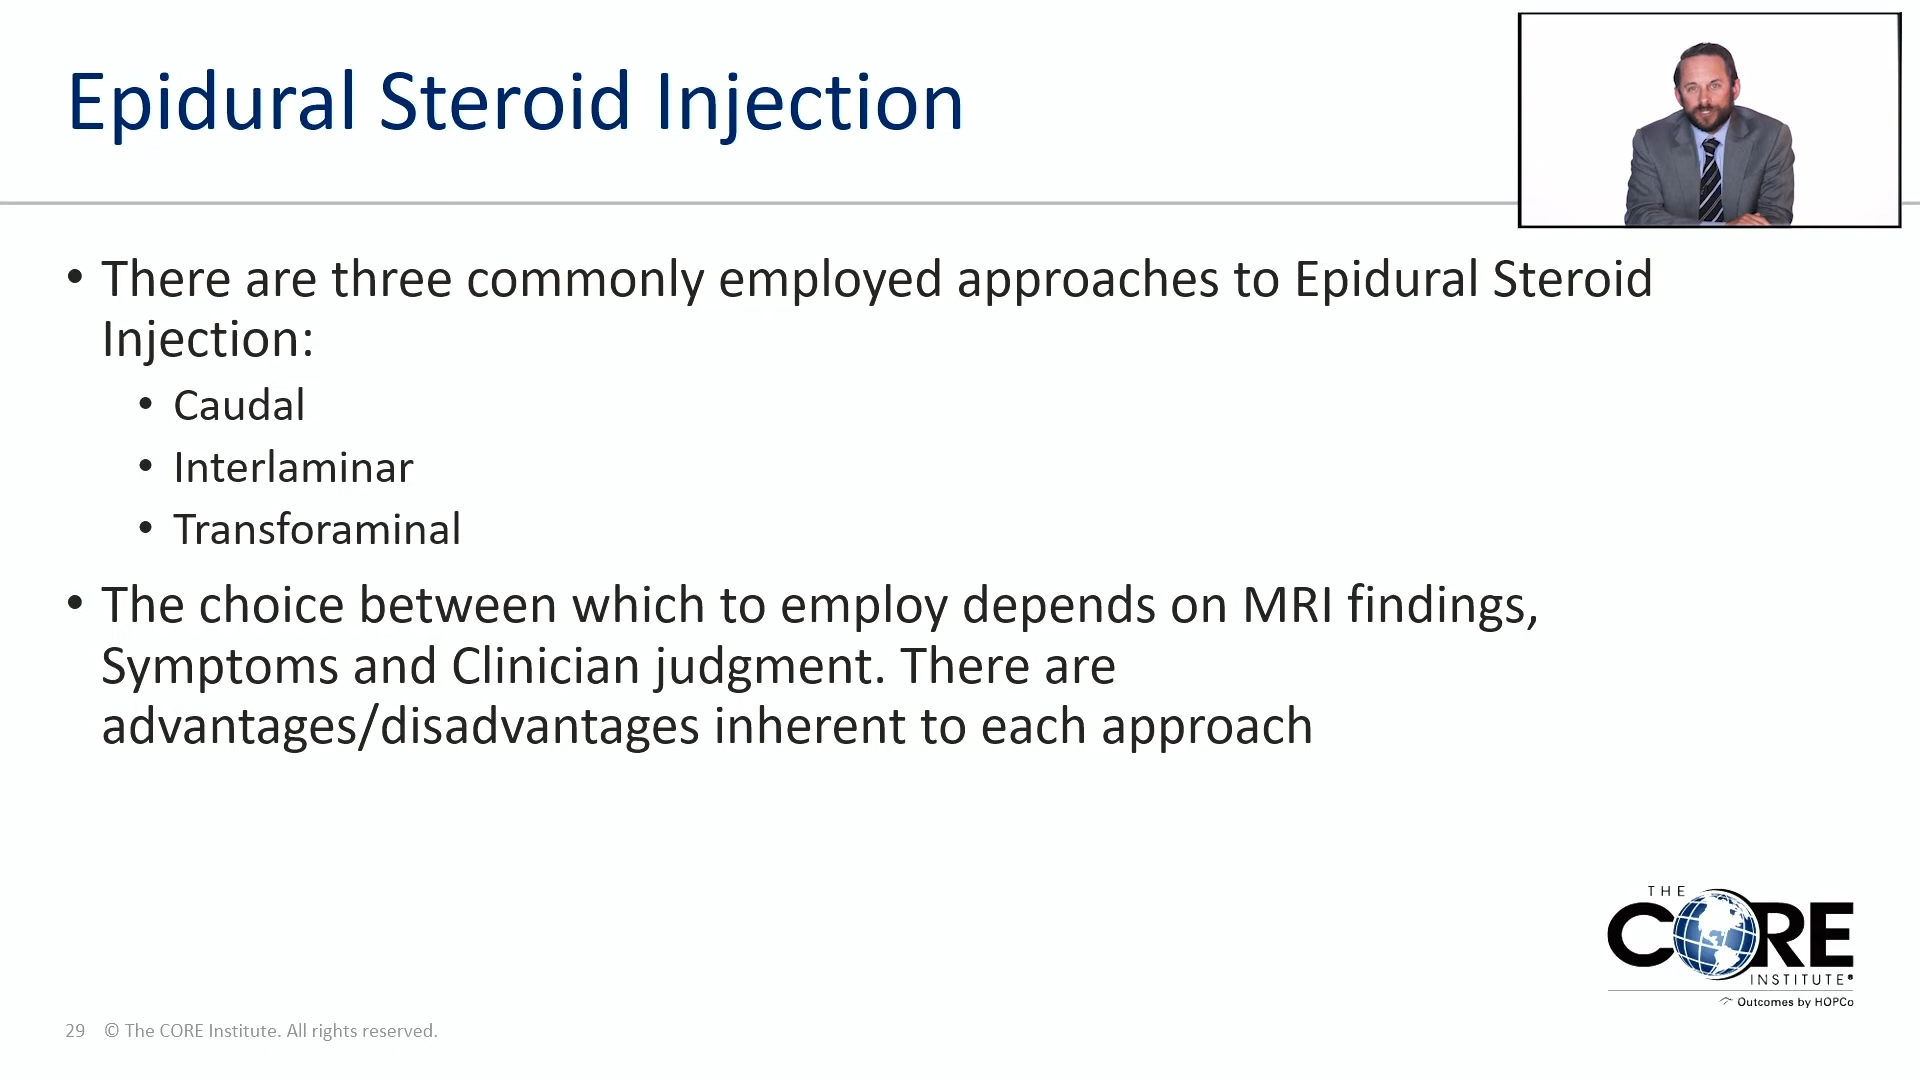 Epidural Steroid Injection
• There are three commonly employed approaches to Epidural Steroid
Injection:
• Caudal
• Interlaminar
• Transforaminal
• The choice between which to employ depends on MRI findings,
Symptoms and Clinician judgment. There are
advantages/disadvantages inherent to each approach
THE
CORE
INSTITUTE®
Outcomes by HOPCo
29 © The CORE Institute. All rights reserved.